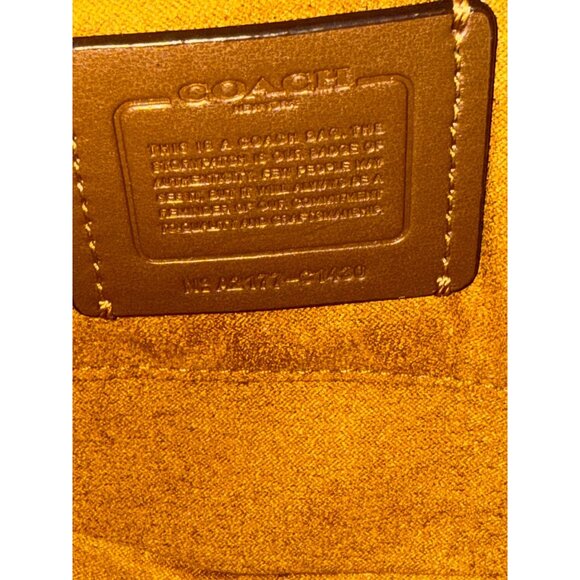 COACH
NEW YORK
THIS IS A COACH BAG. THE
STORYPATCH IS OUR BADGE OF
AUTHENTICITY. FEW PEOPLE MAY
SEE IT, BUT IT WILL ALWAYS BE A
REMINDER OF OUR COMMITMENT
TO QUALITY AND CRAFTSMANSHIP.